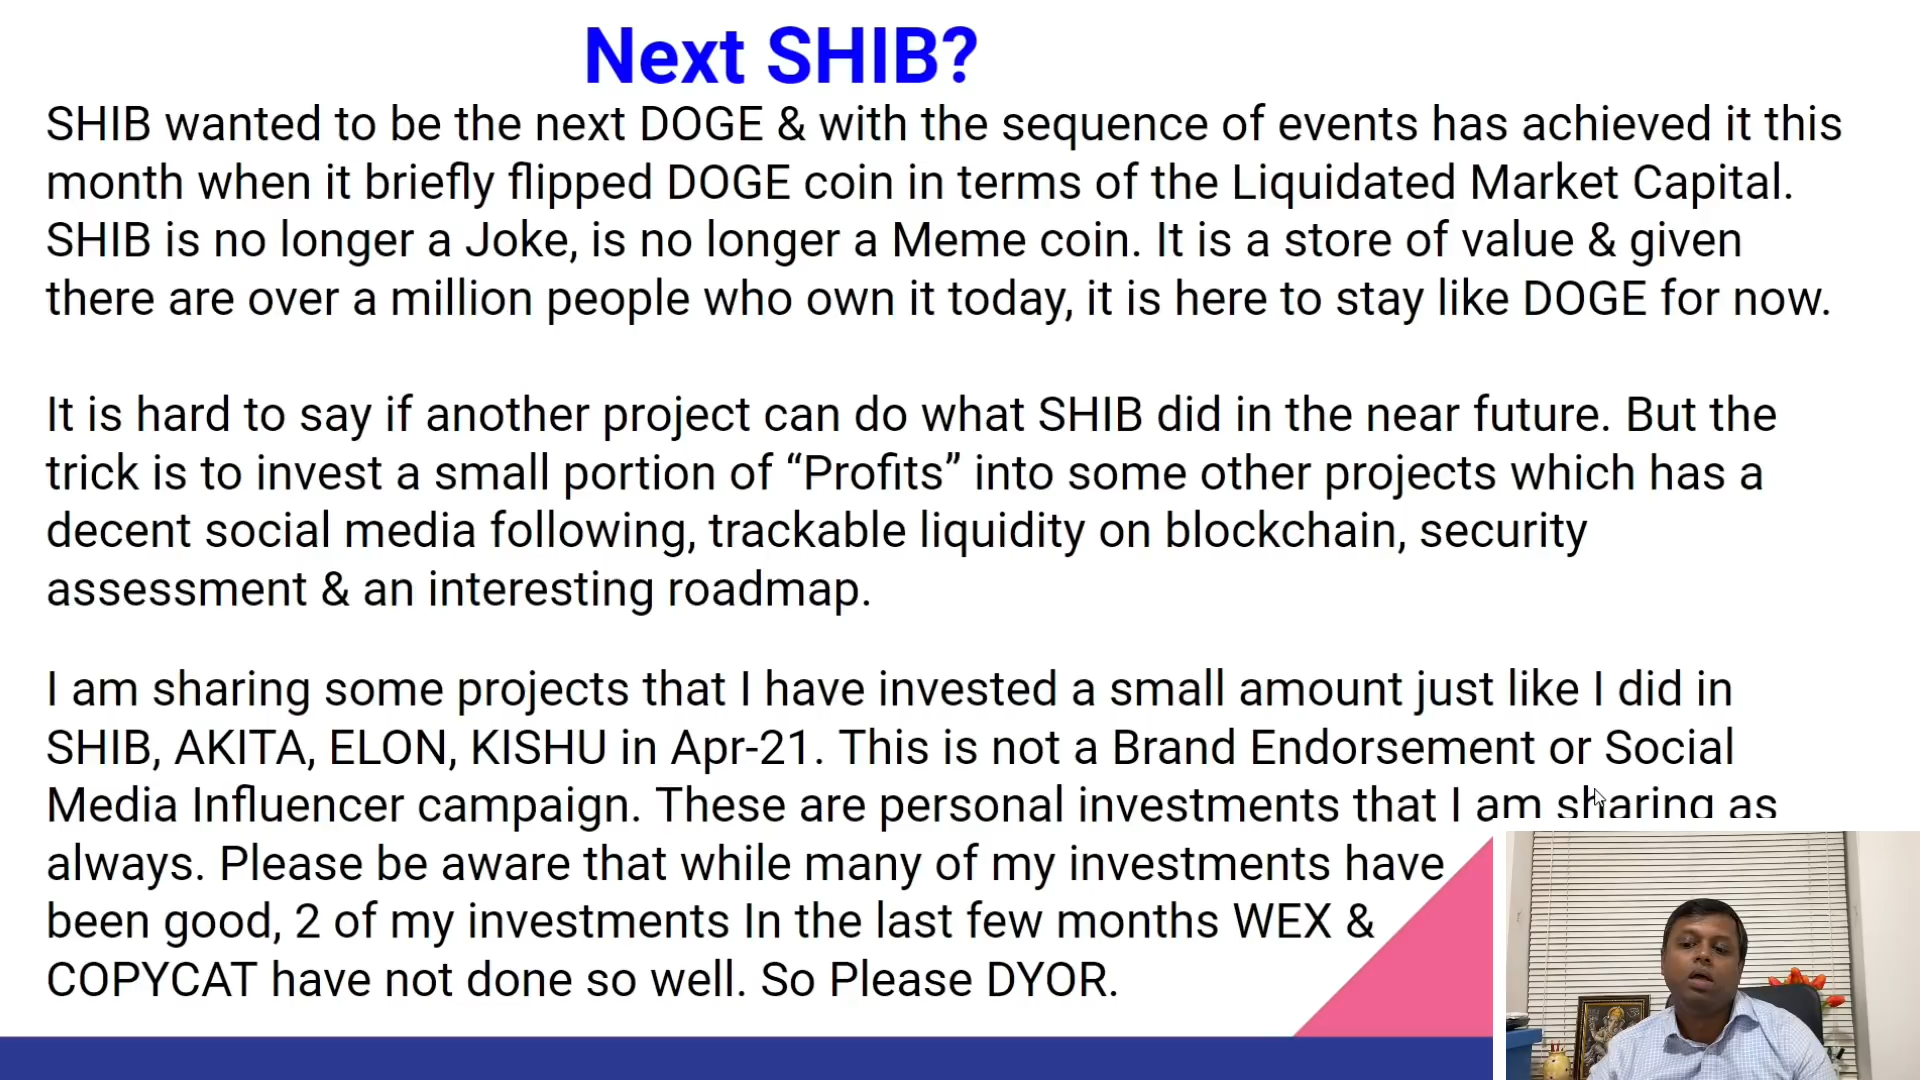 Next SHIB?
SHIB wanted to be the next DOGE & with the sequence of events has achieved it this
month when it briefly flipped DOGE coin in terms of the Liquidated Market Capital.
SHIB is no longer a Joke, is no longer a Meme coin. It is a store of value & given
there are over a million people who own it today, it is here to stay like DOGE for now.
It is hard to say if another project can do what SHIB did in the near future. But the
trick is to invest a small portion of “Profits” into some other projects which has a
decent social media following, trackable liquidity on blockchain, security
assessment & an interesting roadmap.
I am sharing some projects that I have invested a small amount just like I did in
SHIB, AKITA, ELON, KISHU in Apr-21. This is not a Brand Endorsement or Social
Media Influencer campaign. These are personal investments that I am sharing as
always. Please be aware that while many of my investments have
been good, 2 of my investments In the last few months WEX &
COPYCAT have not done so well. So Please DYOR.